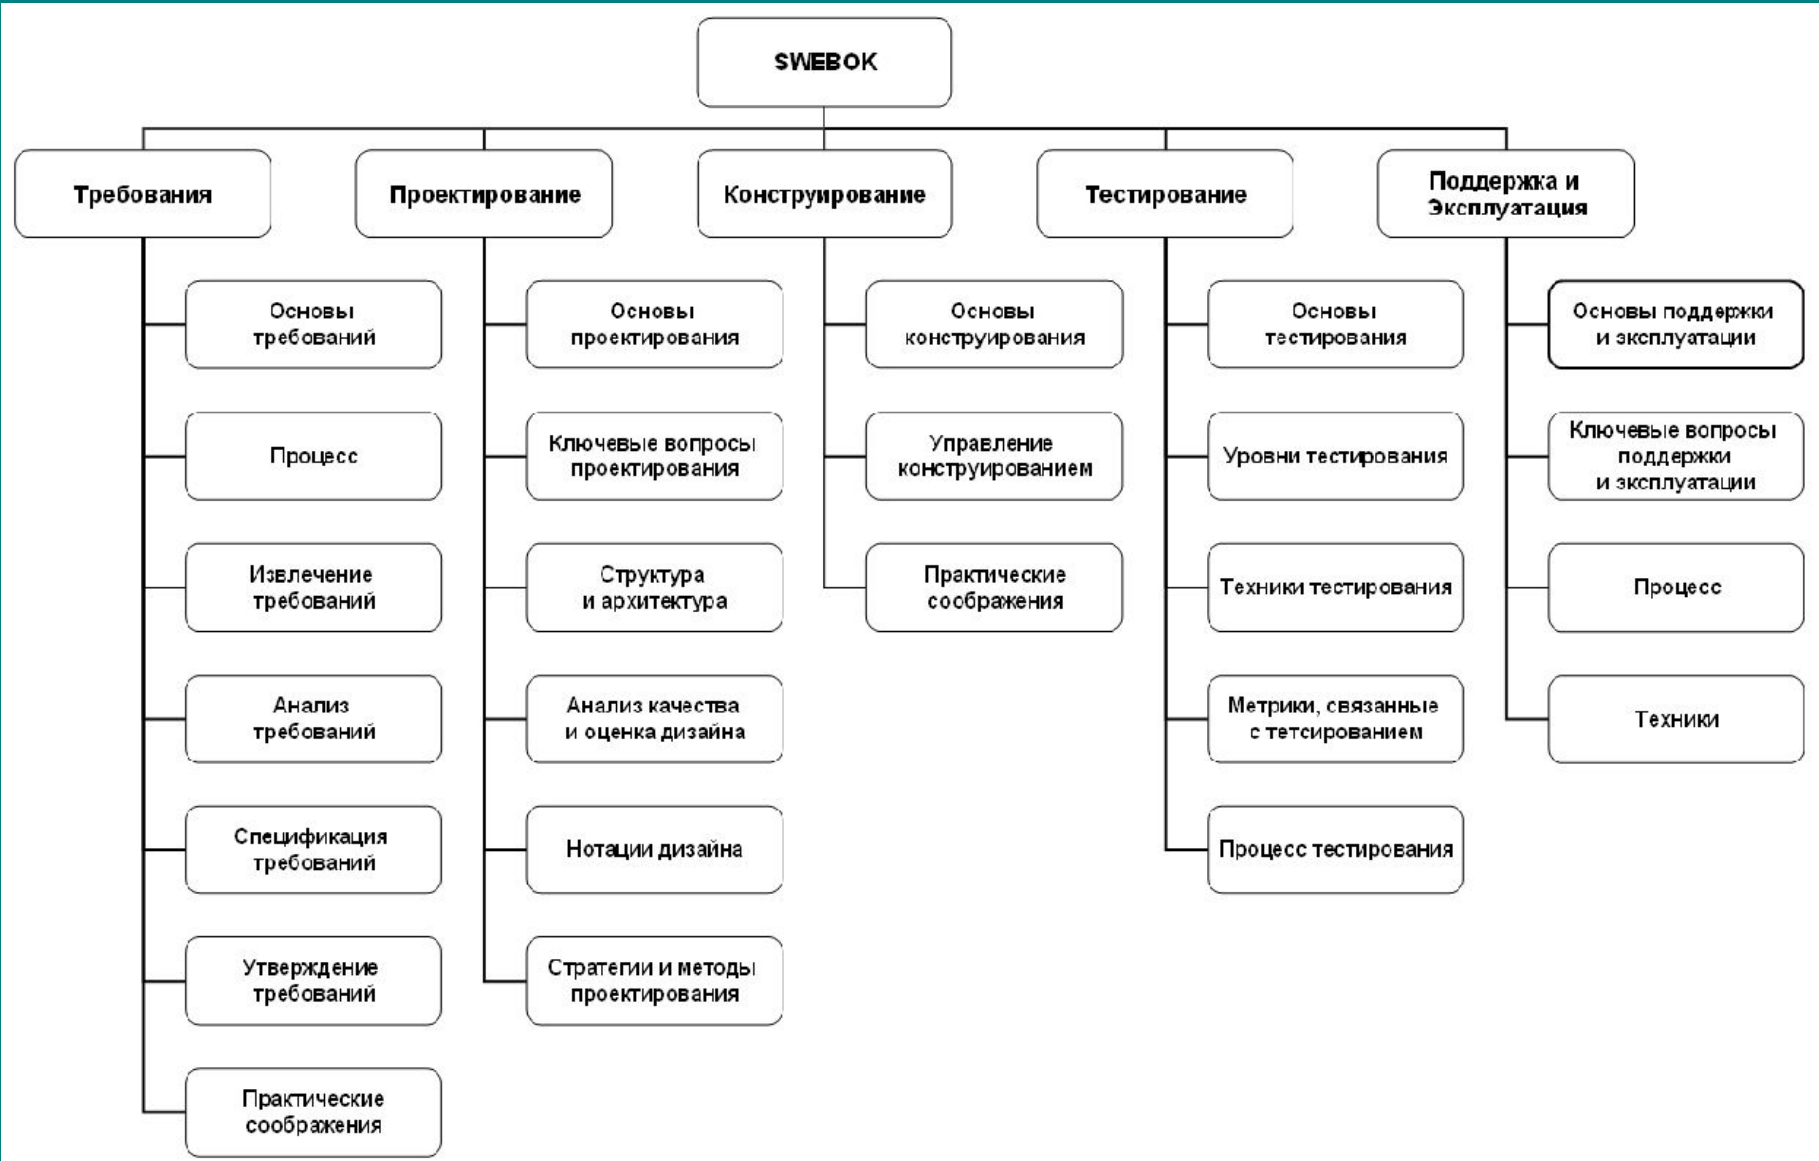 SWEBOK
Требования
Проектирование
Конструирование
Тестирование
Поддержка и
Эксплуатация
Основы
требований
Процесс
Извлечение
требований
Анализ
требований
Спецификация
требований
Утверждение
требований
Практические
соображения
Основы
проектирования
Ключевые вопросы
проектирования
Структура
и архитектура
Анализ качества
и оценка дизайна
Нотации дизайна
Стратегии и методы
проектирования
Основы
конструирования
Управление
конструированием
Практические
соображения
Основы
тестирования
Уровни тестирования
Техники тестирования
Метрики, связанные
с тетсированием
Процесс тестирования
Основы поддержки
и эксплуатации
Ключевые вопросы
поддержки
и эксплуатации
Процесс
Техники